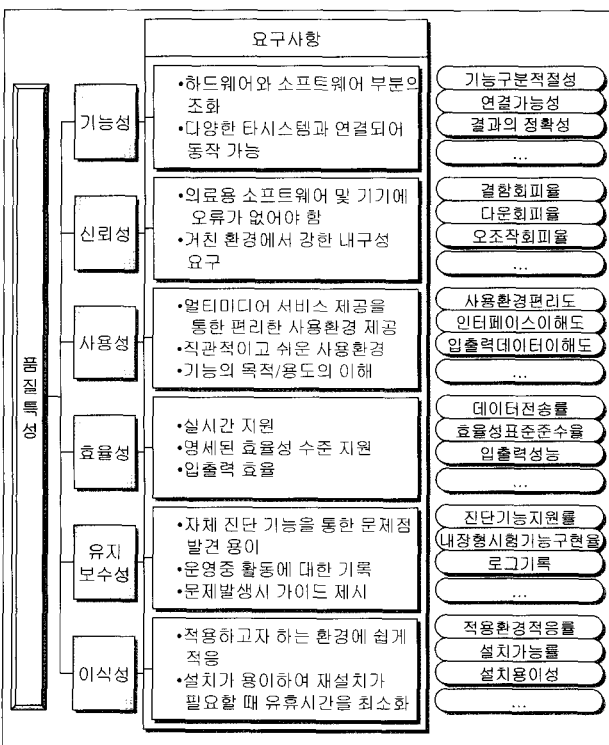 요구사항
품질특성
기능성
•하드웨어와 소프트웨어 부분의
조화
•다양한 타시스템과 연결되어
동작 가능
기능구분적절성
연결가능성
결과의 정확성
...
신뢰성
•의료용 소프트웨어 및 기기에
오류가 없어야 함
•거친 환경에서 강한 내구성
요구
결함회피율
다운회피율
오조작회피율
...
사용성
•멀티미디어 서비스 제공을
통한 편리한 사용환경 제공
•직관적이고 쉬운 사용환경
•기능의 목적/용도의 이해
사용환경편리도
인터페이스이해도
입출력데이터이해도
...
효율성
•실시간 지원
•명세된 효율성 수준 지원
•입출력 효율
데이터전송률
효율성표준준수율
입출력성능
...
유지
보수성
•자체 진단 기능을 통한 문제점
발견 용이
•운영중 활동에 대한 기록
•문제발생시 가이드 제시
진단기능지원률
내장형시험기능구현율
로그기록
...
이식성
•적용하고자 하는 환경에 쉽게
적응
•설치가 용이하여 재설치가
필요할 때 유휴시간을 최소화
적용환경적응률
설치가능률
설치용이성
...